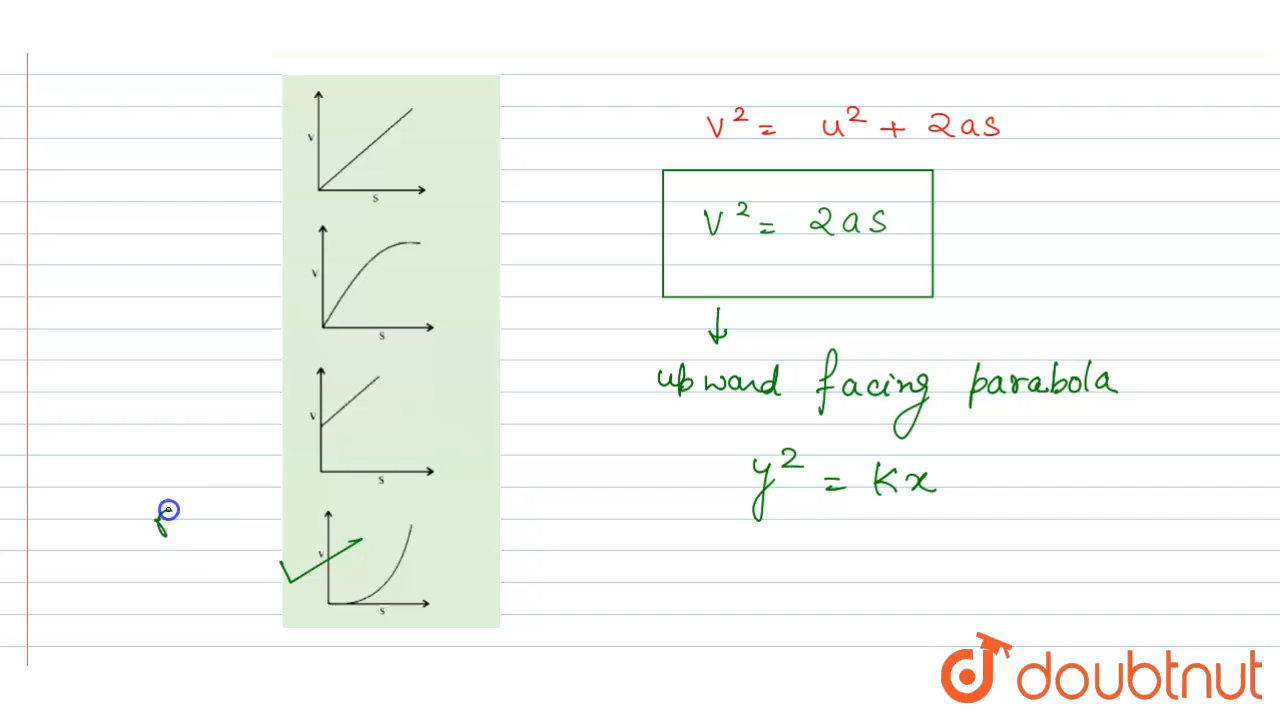 v
s
v
s
v
s
v
s
v² = u² + 2as
v² = 2as
↓
upward facing parabola
y² = Kx
doubtnut